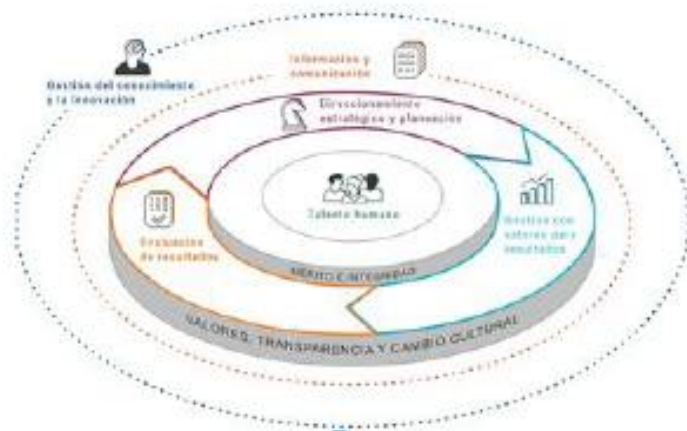 Gestión del conocimiento
y la innovación
Información y
comunicación
Direccionamiento
estratégico y planeación
Talento humano
Gestión con
valores para
resultados
Evaluación
de resultados
MÉRITO E INTEGRIDAD
VALORES, TRANSPARENCIA Y CAMBIO CULTURAL